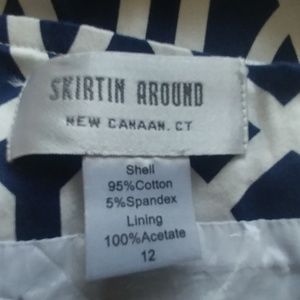 SKIRTIN AROUND
NEW CANAAN, CT
Shell
95%Cotton
5%Spandex
Lining
100%Acetate
12